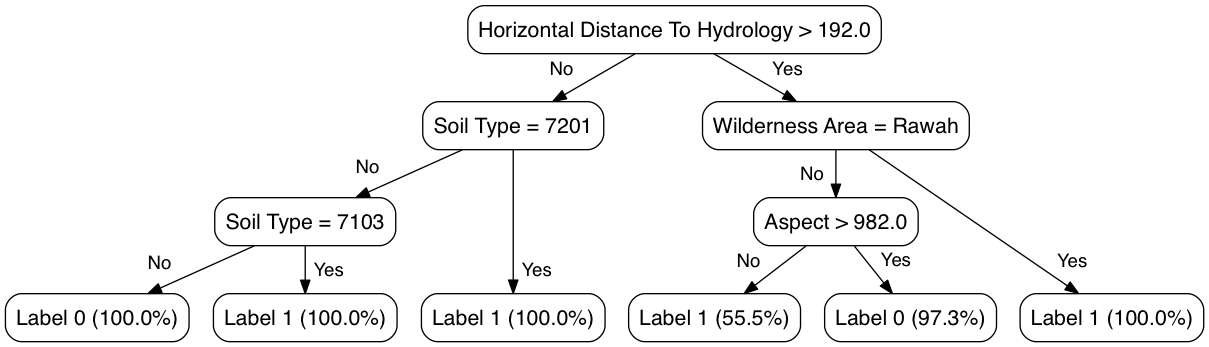 Horizontal Distance To Hydrology > 192.0
No
Yes
Soil Type = 7201
Wilderness Area = Rawah
No
No
Soil Type = 7103
Aspect > 982.0
No
Yes
Yes
No
Yes
Yes
Label 0 (100.0%)
Label 1 (100.0%)
Label 1 (100.0%)
Label 1 (55.5%)
Label 0 (97.3%)
Label 1 (100.0%)